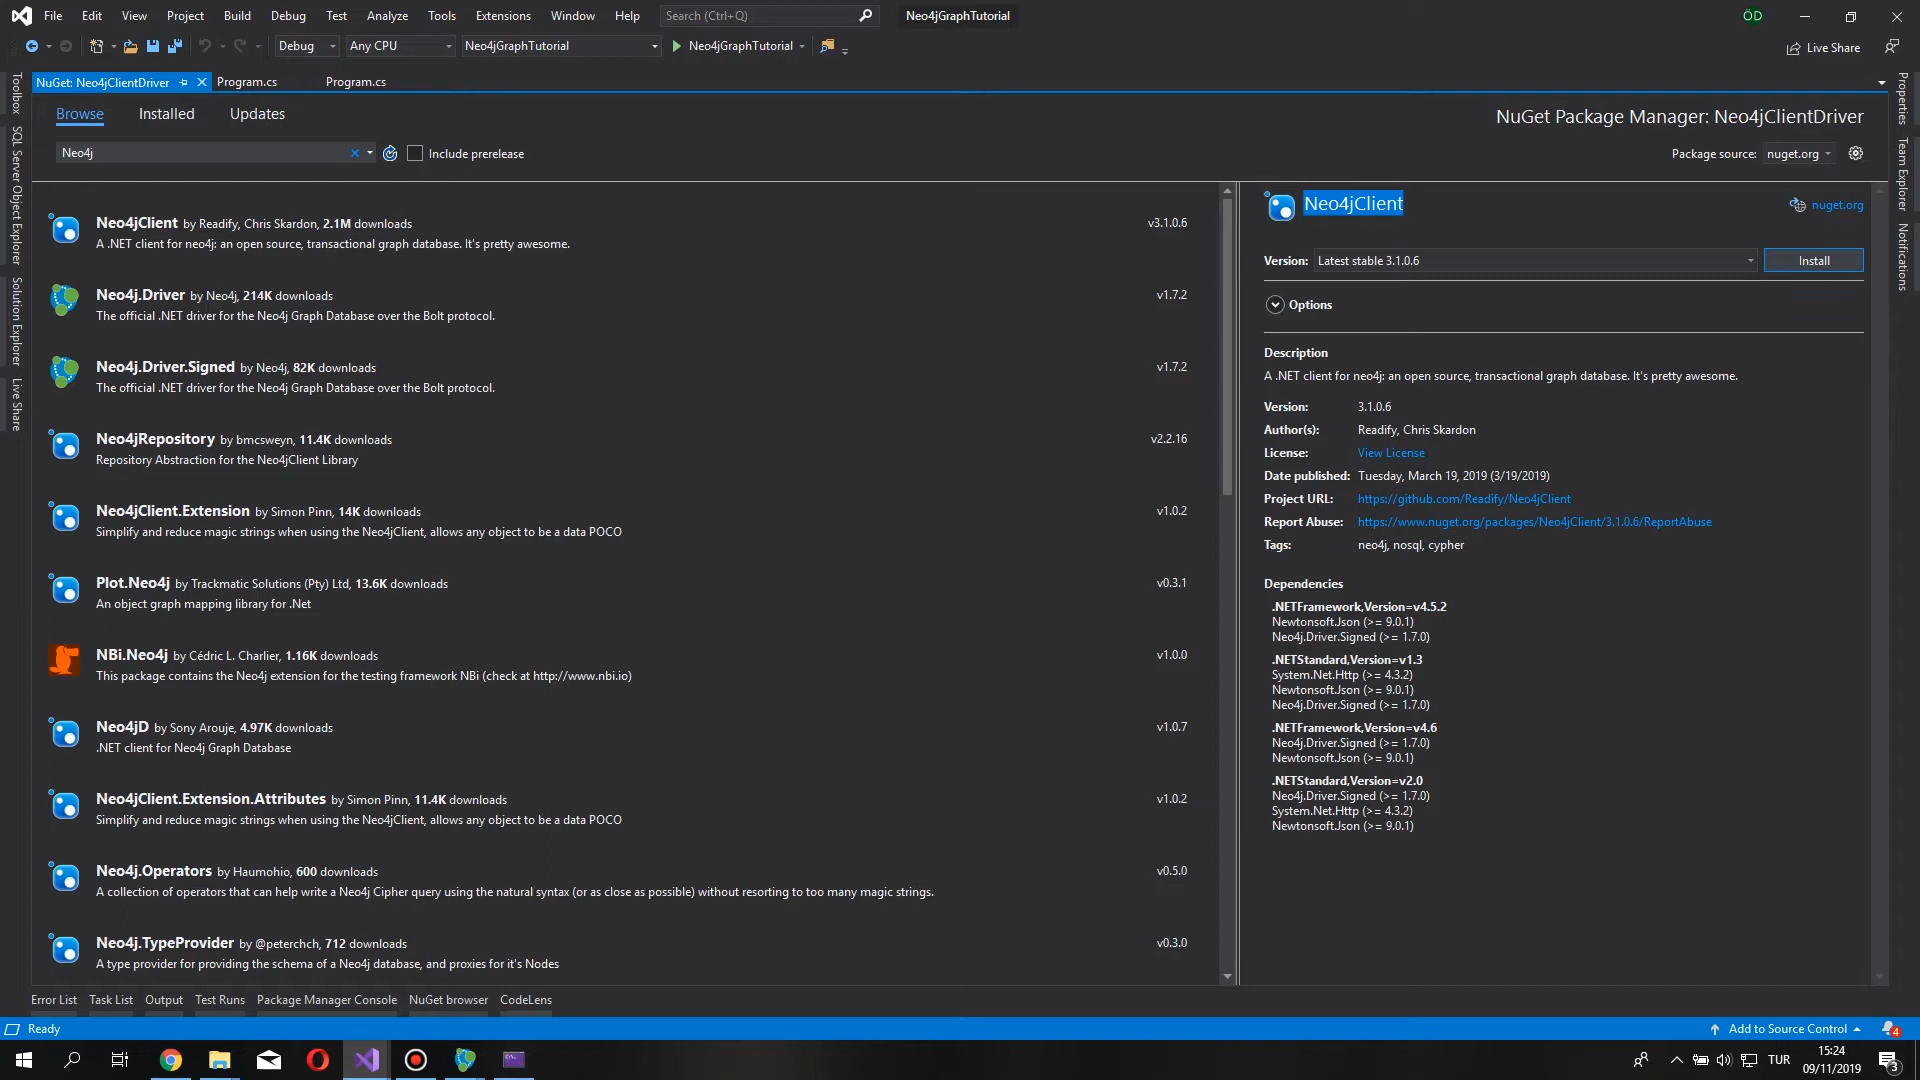 File Edit View Project Build Debug Test Analyze Tools Extensions Window Help Search (Ctrl+Q) Neo4jGraphTutorial ÖD
Debug Any CPU Neo4jGraphTutorial Neo4jGraphTutorial Live Share
NuGet: Neo4jClientDriver Program.cs Program.cs
Toolbox
SQL Server Object Explorer
Solution Explorer
Live Share
Properties
Team Explorer
Notifications
Browse Installed Updates
NuGet Package Manager: Neo4jClientDriver
Neo4j Include prerelease
Package source: nuget.org
Neo4jClient by Readify, Chris Skardon, 2.1M downloads v3.1.0.6
A .NET client for neo4j: an open source, transactional graph database. It's pretty awesome.
Neo4j.Driver by Neo4j, 214K downloads v1.7.2
The official .NET driver for the Neo4j Graph Database over the Bolt protocol.
Neo4j.Driver.Signed by Neo4j, 82K downloads v1.7.2
The official .NET driver for the Neo4j Graph Database over the Bolt protocol.
Neo4jRepository by bmcsweyn, 11.4K downloads v2.2.16
Repository Abstraction for the Neo4jClient Library
Neo4jClient.Extension by Simon Pinn, 14K downloads v1.0.2
Simplify and reduce magic strings when using the Neo4jClient, allows any object to be a data POCO
Plot.Neo4j by Trackmatic Solutions (Pty) Ltd, 13.6K downloads v0.3.1
An object graph mapping library for .Net
NBi.Neo4j by Cédric L. Charlier, 1.16K downloads v1.0.0
This package contains the Neo4j extension for the testing framework NBi (check at http://www.nbi.io)
Neo4jD by Sony Arouje, 4.97K downloads v1.0.7
.NET client for Neo4j Graph Database
Neo4jClient.Extension.Attributes by Simon Pinn, 11.4K downloads v1.0.2
Simplify and reduce magic strings when using the Neo4jClient, allows any object to be a data POCO
Neo4j.Operators by Haumohio, 600 downloads v0.5.0
A collection of operators that can help write a Neo4j Cipher query using the natural syntax (or as close as possible) without resorting to too many magic strings.
Neo4j.TypeProvider by @peterchch, 712 downloads v0.3.0
A type provider for providing the schema of a Neo4j database, and proxies for it's Nodes
Neo4jClient nuget.org
Version: Latest stable 3.1.0.6 Install
Options
Description
A .NET client for neo4j: an open source, transactional graph database. It's pretty awesome.
Version: 3.1.0.6
Author(s): Readify, Chris Skardon
License: View License
Date published: Tuesday, March 19, 2019 (3/19/2019)
Project URL: https://github.com/Readify/Neo4jClient
Report Abuse: https://www.nuget.org/packages/Neo4jClient/3.1.0.6/ReportAbuse
Tags: neo4j, nosql, cypher
Dependencies
.NETFramework,Version=v4.5.2
Newtonsoft.Json (>= 9.0.1)
Neo4j.Driver.Signed (>= 1.7.0)
.NETStandard,Version=v1.3
System.Net.Http (>= 4.3.2)
Newtonsoft.Json (>= 9.0.1)
Neo4j.Driver.Signed (>= 1.7.0)
.NETFramework,Version=v4.6
Neo4j.Driver.Signed (>= 1.7.0)
Newtonsoft.Json (>= 9.0.1)
.NETStandard,Version=v2.0
Neo4j.Driver.Signed (>= 1.7.0)
System.Net.Http (>= 4.3.2)
Newtonsoft.Json (>= 9.0.1)
Error List Task List Output Test Runs Package Manager Console NuGet browser CodeLens
Ready Add to Source Control 4
TUR 15:24
09/11/2019 3